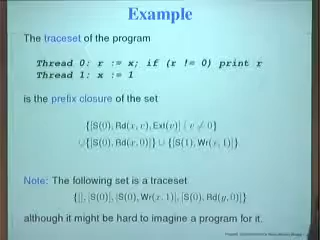 Example
The traceset of the program
Thread 0: r := x; if (r != 0) print r
Thread 1: x := 1
is the prefix closure of the set
{[S(0), Rd(x, v), Ext(v)] | v ≠ 0}
∪{[S(0), Rd(x, 0)]} ∪ {[S(1), Wr(x, 1)]}
Note: The following set is a traceset
{[], [S(0)], [S(0), Wr(x, 1)], [S(0), Rd(y, 0)]}
although it might be hard to imagine a program for it.